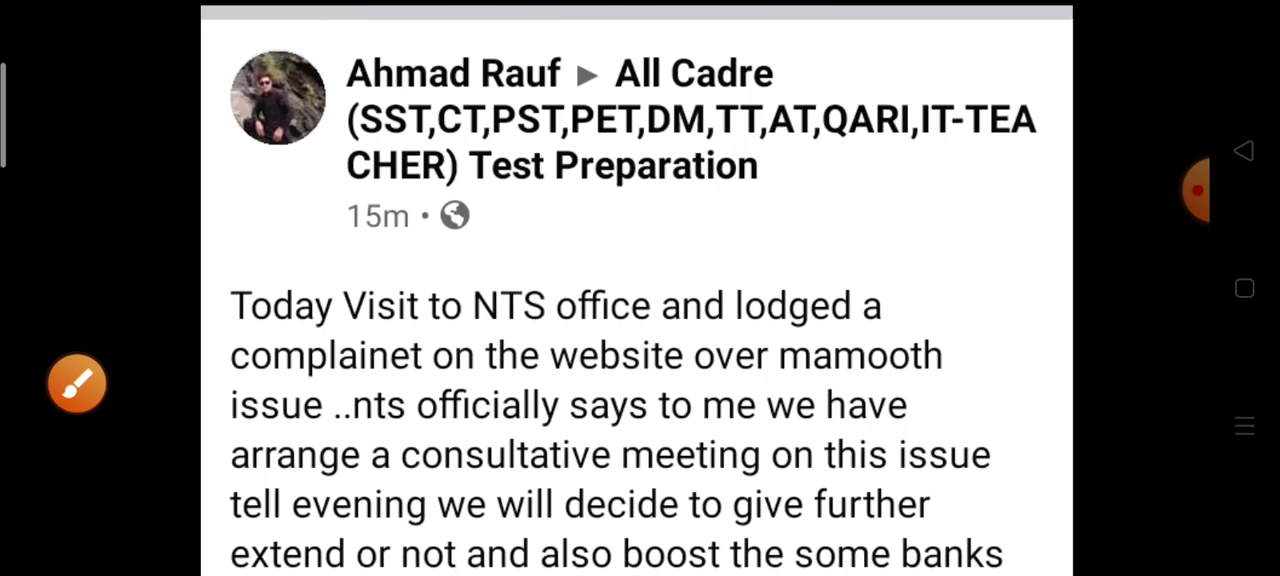 Ahmad Rauf ▶ All Cadre
(SST,CT,PST,PET,DM,TT,AT,QARI,IT-TEA
CHER) Test Preparation
15m •
Today Visit to NTS office and lodged a
complainet on the website over mamooth
issue ..nts officially says to me we have
arrange a consultative meeting on this issue
tell evening we will decide to give further
extend or not and also boost the some banks